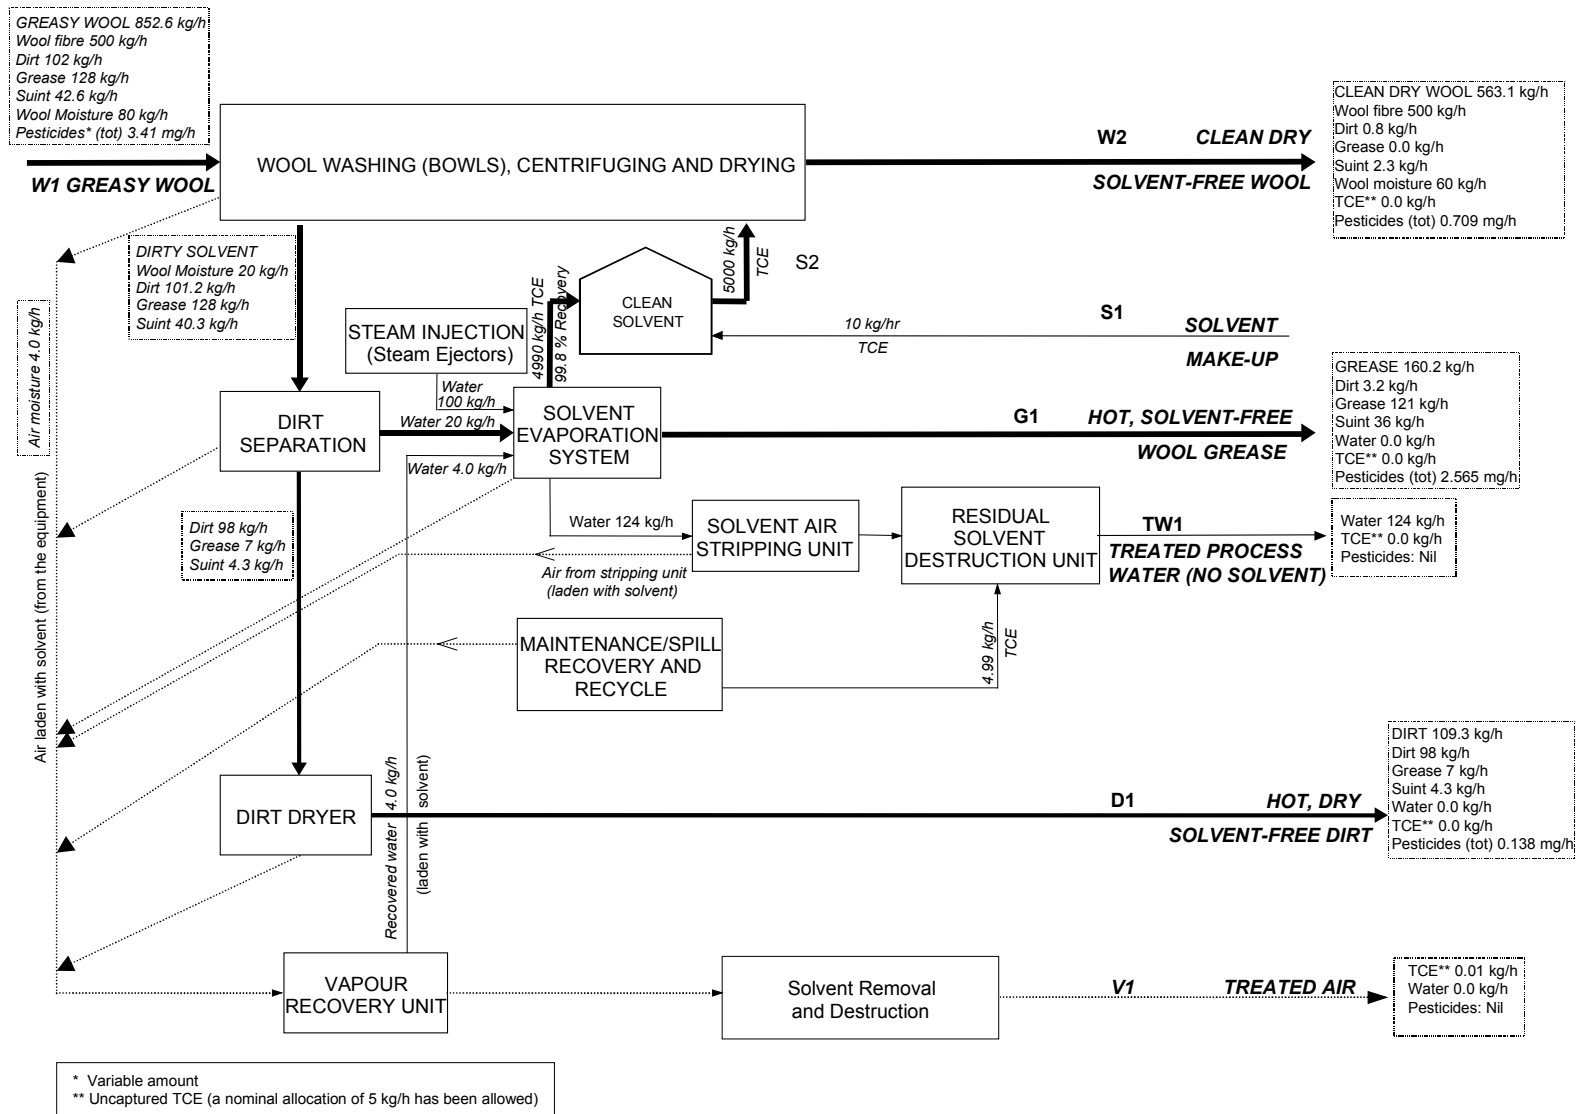 GREASY WOOL 852.6 kg/h
Wool fibre 500 kg/h
Dirt 102 kg/h
Grease 128 kg/h
Suint 42.6 kg/h
Wool Moisture 80 kg/h
Pesticides* (tot) 3.41 mg/h
W1 GREASY WOOL
WOOL WASHING (BOWLS), CENTRIFUGING AND DRYING
W2
CLEAN DRY
SOLVENT-FREE WOOL
CLEAN DRY WOOL 563.1 kg/h
Wool fibre 500 kg/h
Dirt 0.8 kg/h
Grease 0.0 kg/h
Suint 2.3 kg/h
Wool moisture 60 kg/h
TCE** 0.0 kg/h
Pesticides (tot) 0.709 mg/h
DIRTY SOLVENT
Wool Moisture 20 kg/h
Dirt 101.2 kg/h
Grease 128 kg/h
Suint 40.3 kg/h
Air moisture 4.0 kg/h
Air laden with solvent (from the equipment)
STEAM INJECTION
(Steam Ejectors)
Water
100 kg/h
4990 kg/h TCE
99.8 % Recovery
CLEAN
SOLVENT
5000 kg/h
TCE
S2
10 kg/hr
TCE
S1
SOLVENT
MAKE-UP
DIRT
SEPARATION
Water 20 kg/h
SOLVENT
EVAPORATION
SYSTEM
Water 4.0 kg/h
G1
HOT, SOLVENT-FREE
WOOL GREASE
GREASE 160.2 kg/h
Dirt 3.2 kg/h
Grease 121 kg/h
Suint 36 kg/h
Water 0.0 kg/h
TCE** 0.0 kg/h
Pesticides (tot) 2.565 mg/h
Dirt 98 kg/h
Grease 7 kg/h
Suint 4.3 kg/h
Water 124 kg/h
SOLVENT AIR
STRIPPING UNIT
RESIDUAL
SOLVENT
DESTRUCTION UNIT
TW1
TREATED PROCESS
WATER (NO SOLVENT)
Water 124 kg/h
TCE** 0.0 kg/h
Pesticides: Nil
Air from stripping unit
(laden with solvent)
MAINTENANCE/SPILL
RECOVERY AND
RECYCLE
4.99 kg/h
TCE
DIRT DRYER
Recovered water 4.0 kg/h
(laden with solvent)
D1
HOT, DRY
SOLVENT-FREE DIRT
DIRT 109.3 kg/h
Dirt 98 kg/h
Grease 7 kg/h
Suint 4.3 kg/h
Water 0.0 kg/h
TCE** 0.0 kg/h
Pesticides (tot) 0.138 mg/h
VAPOUR
RECOVERY UNIT
Solvent Removal
and Destruction
V1
TREATED AIR
TCE** 0.01 kg/h
Water 0.0 kg/h
Pesticides: Nil
* Variable amount
** Uncaptured TCE (a nominal allocation of 5 kg/h has been allowed)